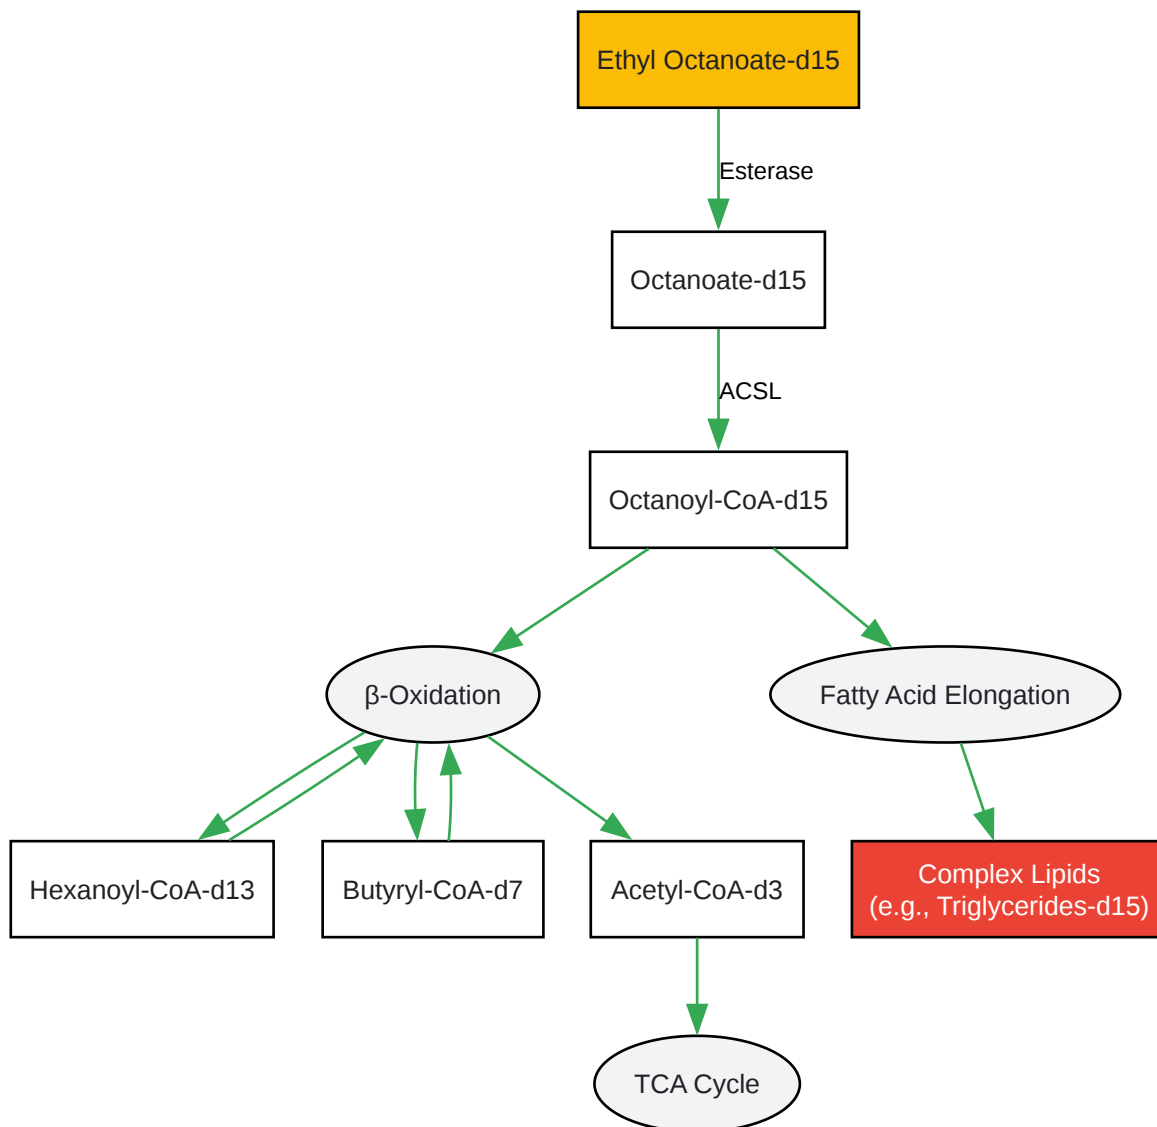 Ethyl Octanoate-d15
Esterase
Octanoate-d15
ACSL
Octanoyl-CoA-d15
β-Oxidation
Fatty Acid Elongation
Hexanoyl-CoA-d13
Butyryl-CoA-d7
Acetyl-CoA-d3
Complex Lipids
(e.g., Triglycerides-d15)
TCA Cycle